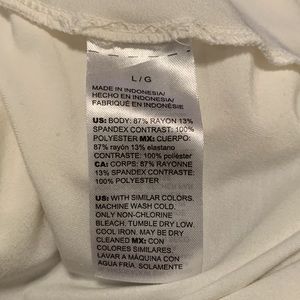 L / G
MADE IN INDONESIA/
HECHO EN INDONESIA/
FABRIQUÉ EN INDONÉSIE
US: BODY: 87% RAYON 13%
SPANDEX CONTRAST: 100%
POLYESTER MX: CUERPO:
87% rayón 13% elastano
CONTRASTE: 100% poliéster
CA: CORPS: 87% RAYONNE
13% SPANDEX CONTRASTE:
100% POLYESTER
US: WITH SIMILAR COLORS.
MACHINE WASH COLD.
ONLY NON-CHLORINE
BLEACH. TUMBLE DRY LOW.
COOL IRON. MAY BE DRY
CLEANED MX: CON
COLORES SIMILARES.
LAVAR A MÁQUINA CON
AGUA FRÍA. SOLAMENTE